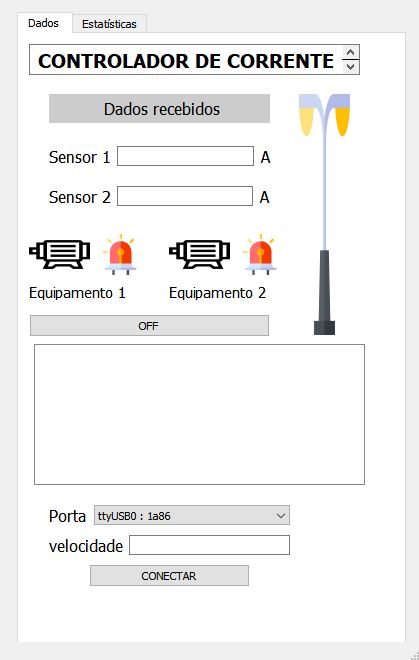 Dados Estatísticas
CONTROLADOR DE CORRENTE
Dados recebidos
Sensor 1 A
Sensor 2 A
Equipamento 1 Equipamento 2
OFF
Porta ttyUSB0 : 1a86
velocidade
CONECTAR